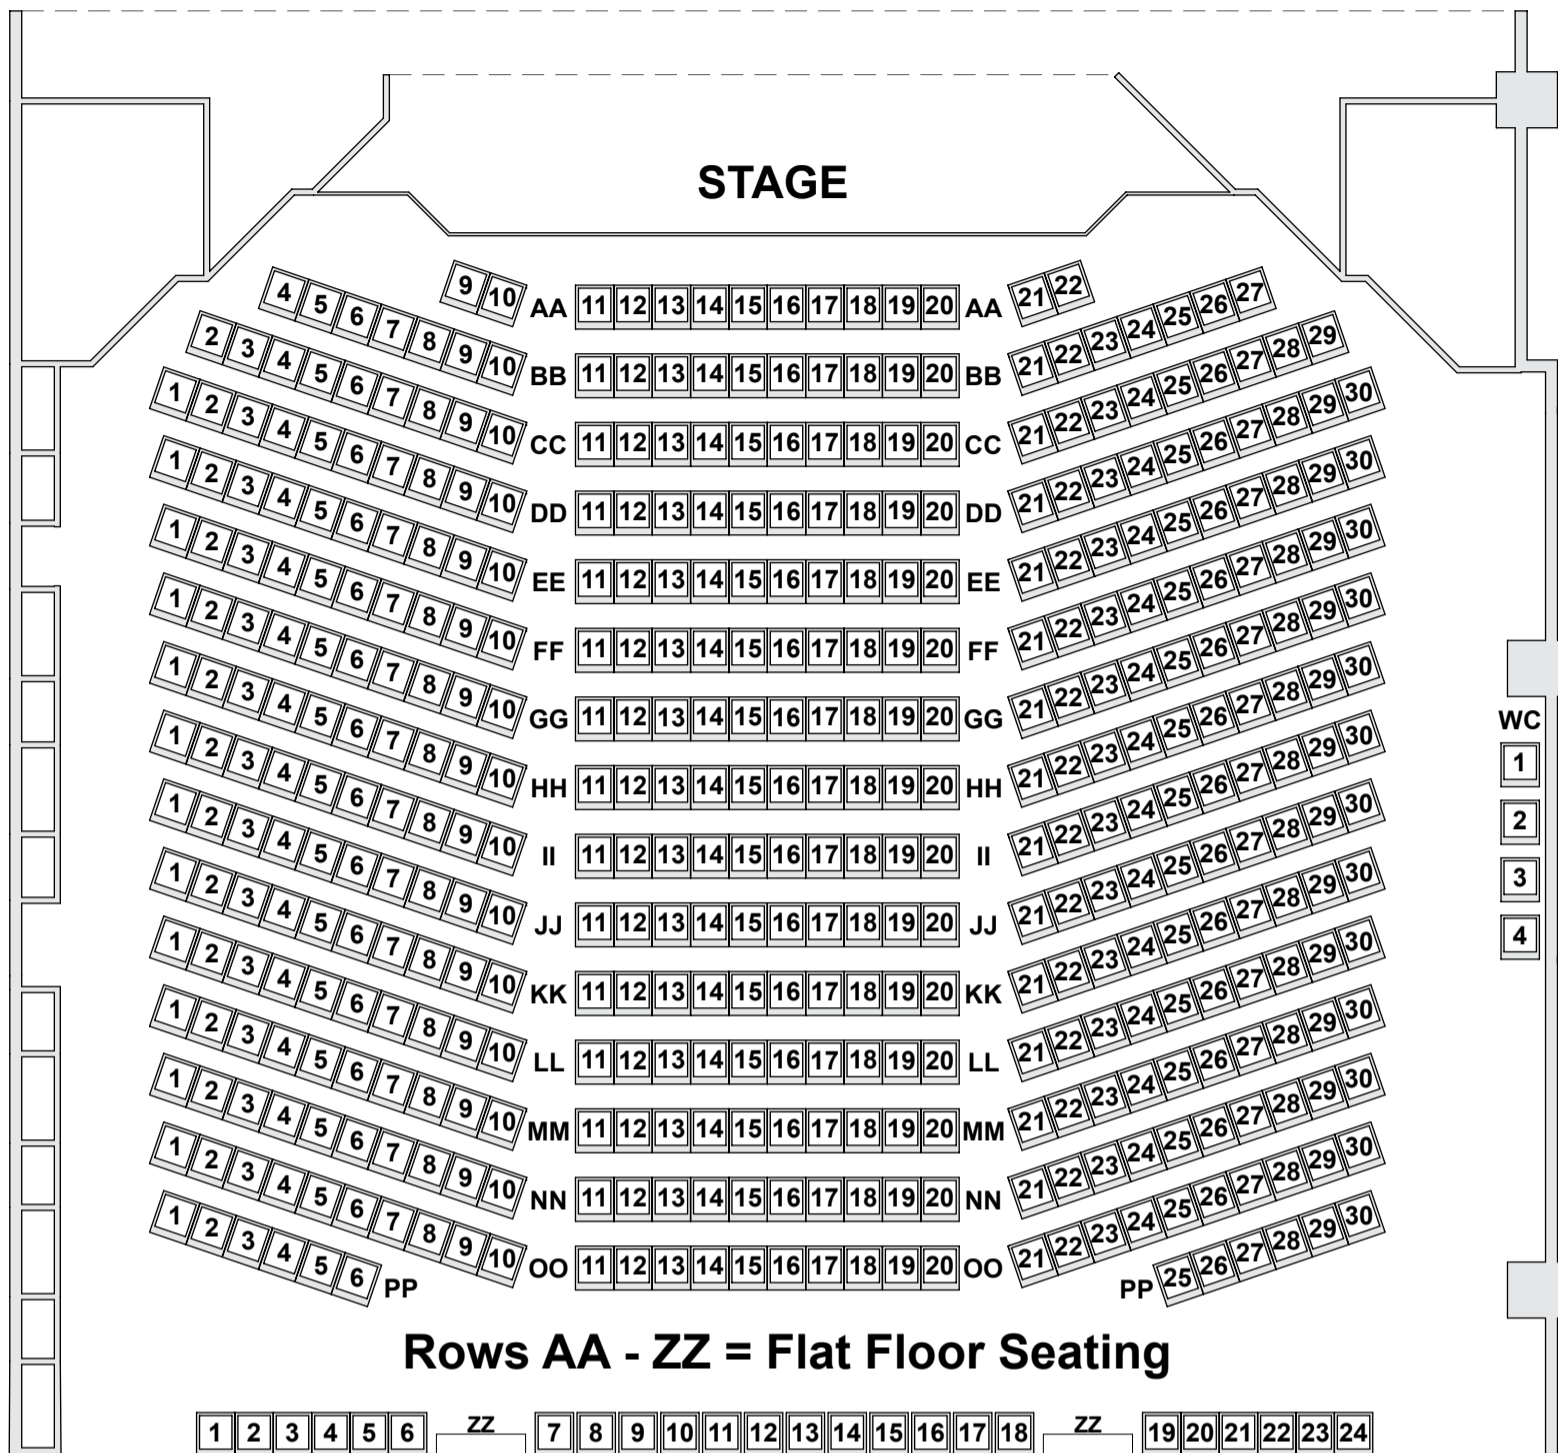 STAGE
9 10 AA 11 12 13 14 15 16 17 18 19 20 AA 21 22
4 5 6 7 8 9 10 BB 11 12 13 14 15 16 17 18 19 20 BB 21 22 23 24 25 26 27
2 3 4 5 6 7 8 9 10 CC 11 12 13 14 15 16 17 18 19 20 CC 21 22 23 24 25 26 27 28 29
1 2 3 4 5 6 7 8 9 10 DD 11 12 13 14 15 16 17 18 19 20 DD 21 22 23 24 25 26 27 28 29 30
1 2 3 4 5 6 7 8 9 10 EE 11 12 13 14 15 16 17 18 19 20 EE 21 22 23 24 25 26 27 28 29 30
1 2 3 4 5 6 7 8 9 10 FF 11 12 13 14 15 16 17 18 19 20 FF 21 22 23 24 25 26 27 28 29 30
1 2 3 4 5 6 7 8 9 10 GG 11 12 13 14 15 16 17 18 19 20 GG 21 22 23 24 25 26 27 28 29 30
1 2 3 4 5 6 7 8 9 10 HH 11 12 13 14 15 16 17 18 19 20 HH 21 22 23 24 25 26 27 28 29 30
1 2 3 4 5 6 7 8 9 10 II 11 12 13 14 15 16 17 18 19 20 II 21 22 23 24 25 26 27 28 29 30
1 2 3 4 5 6 7 8 9 10 JJ 11 12 13 14 15 16 17 18 19 20 JJ 21 22 23 24 25 26 27 28 29 30
1 2 3 4 5 6 7 8 9 10 KK 11 12 13 14 15 16 17 18 19 20 KK 21 22 23 24 25 26 27 28 29 30
1 2 3 4 5 6 7 8 9 10 LL 11 12 13 14 15 16 17 18 19 20 LL 21 22 23 24 25 26 27 28 29 30
1 2 3 4 5 6 7 8 9 10 MM 11 12 13 14 15 16 17 18 19 20 MM 21 22 23 24 25 26 27 28 29 30
1 2 3 4 5 6 7 8 9 10 NN 11 12 13 14 15 16 17 18 19 20 NN 21 22 23 24 25 26 27 28 29 30
1 2 3 4 5 6 7 8 9 10 OO 11 12 13 14 15 16 17 18 19 20 OO 21 22 23 24 25 26 27 28 29 30
1 2 3 4 5 6 PP PP 25 26 27 28 29 30
WC
1
2
3
4
Rows AA - ZZ = Flat Floor Seating
1 2 3 4 5 6 ZZ 7 8 9 10 11 12 13 14 15 16 17 18 ZZ 19 20 21 22 23 24